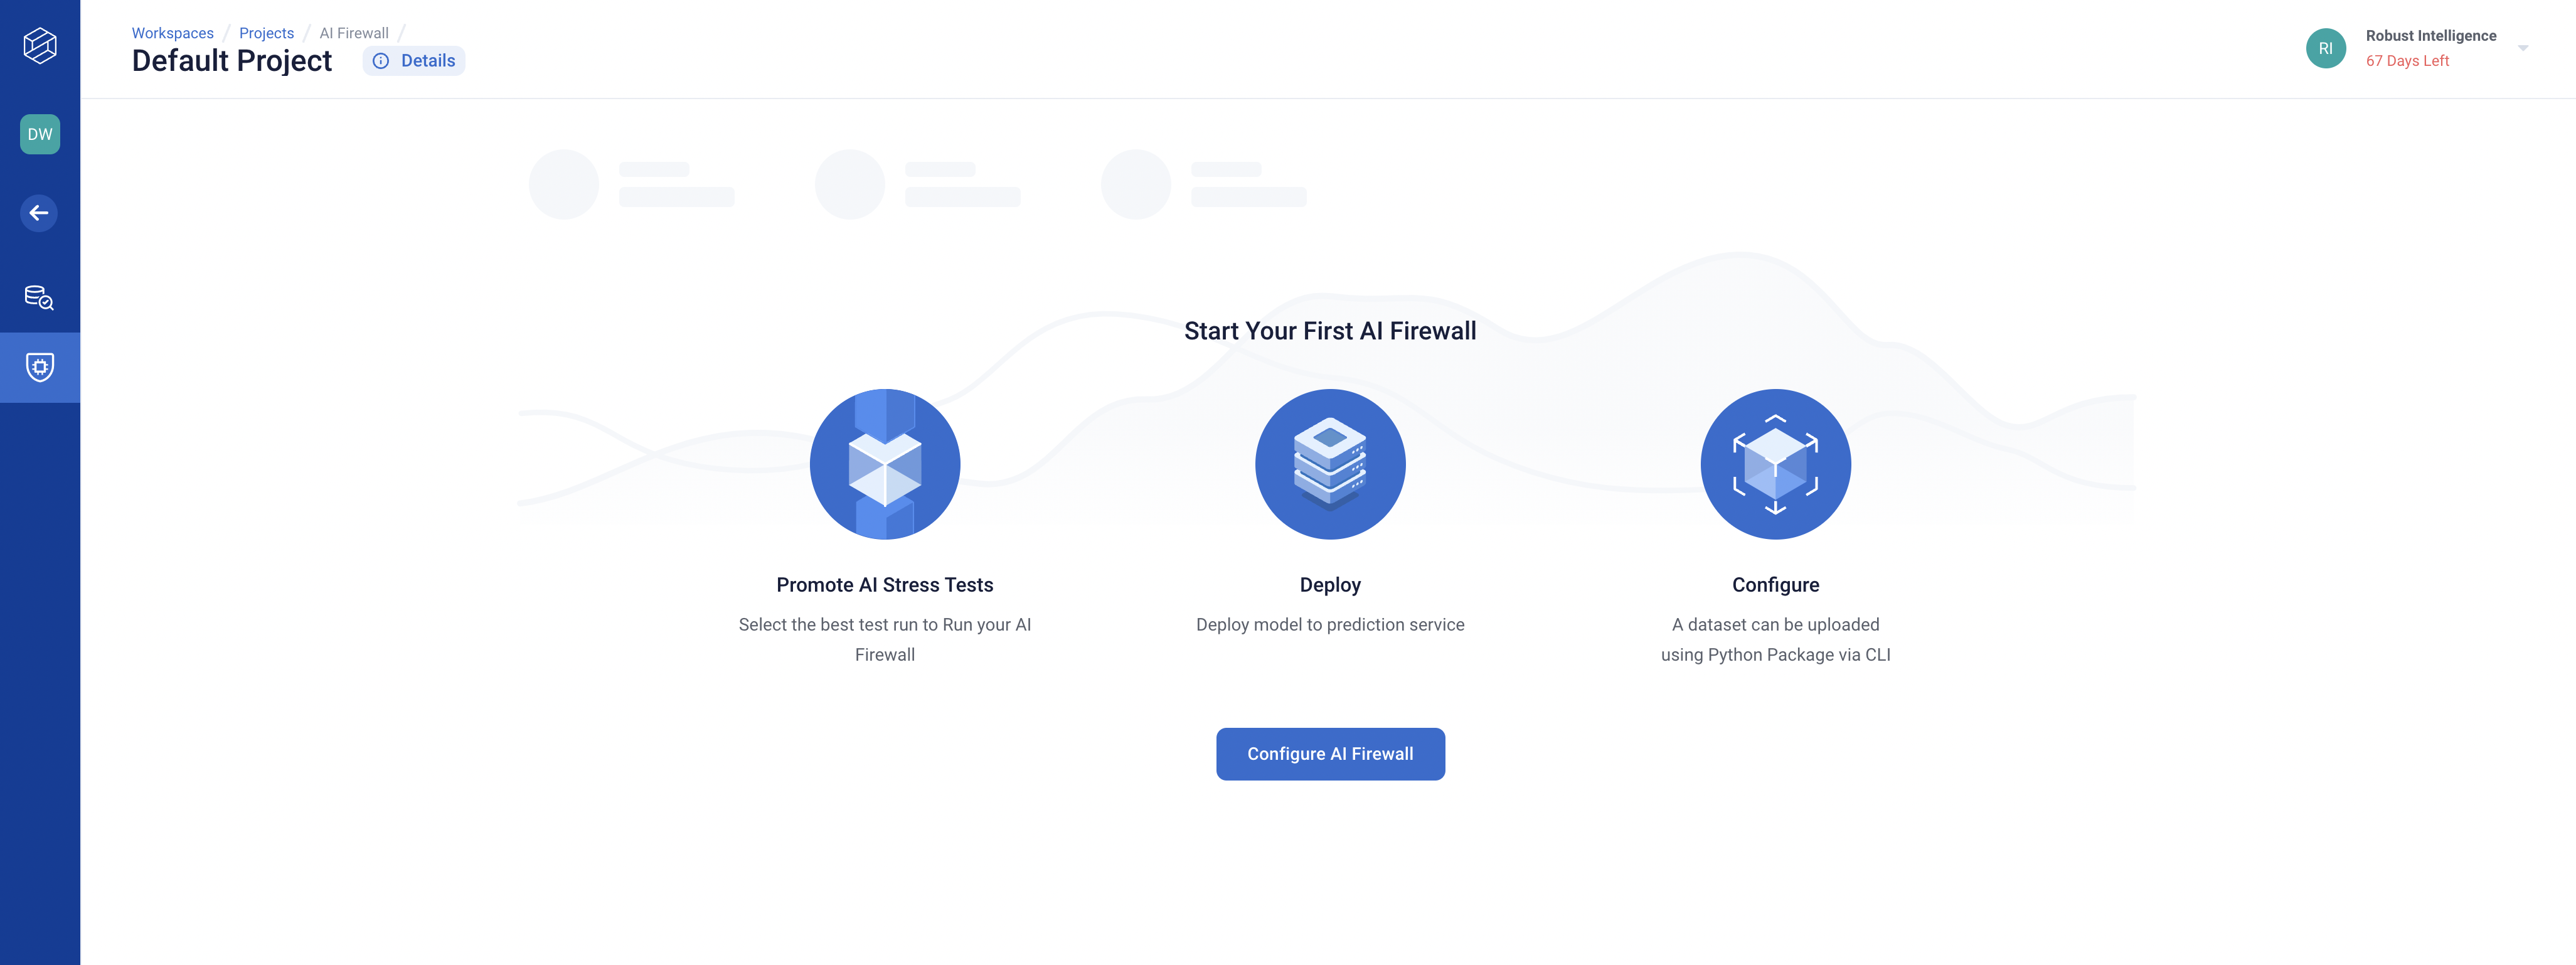 Workspaces / Projects / AI Firewall /
Default Project
Details
RI
Robust Intelligence
67 Days Left
DW
Start Your First AI Firewall
Promote AI Stress Tests
Select the best test run to Run your AI
Firewall
Deploy
Deploy model to prediction service
Configure
A dataset can be uploaded
using Python Package via CLI
Configure AI Firewall